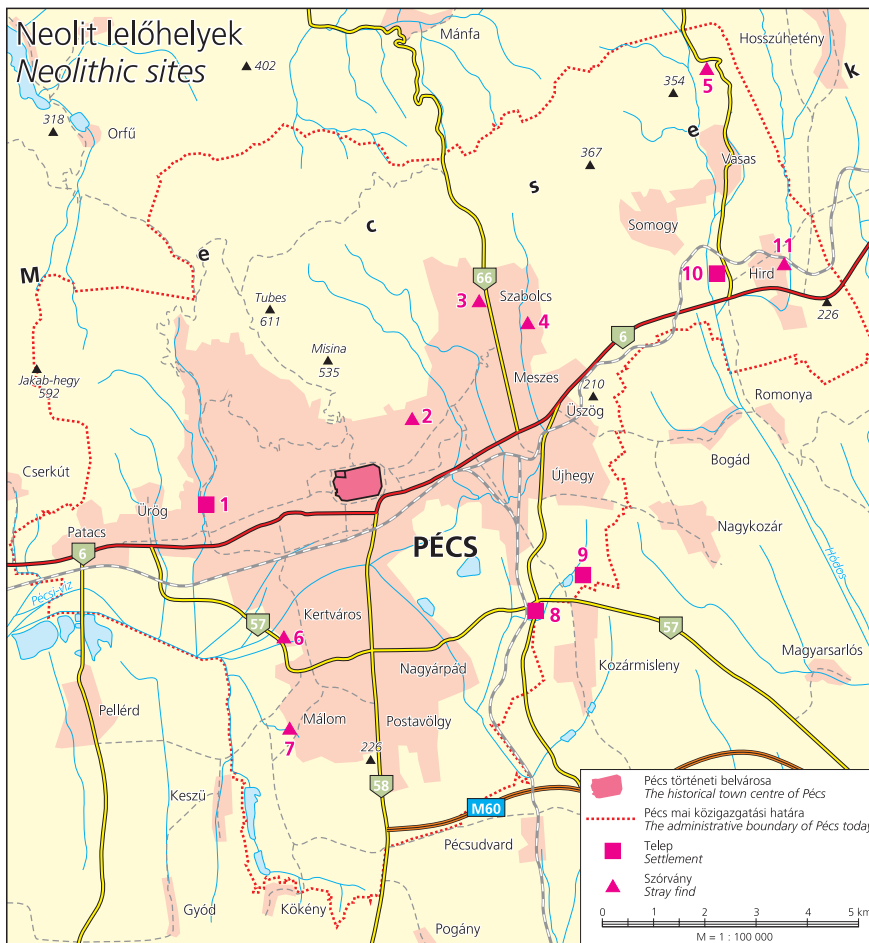 Neolit lelőhelyek
Neolithic sites
Mánfa
Hosszúhetény
402
354
5
k
318
Orfű
367
e
Vasas
s
Somogy
c
e
M
11
10
Hird
66
3
Szabolcs
Tubes
611
4
226
6
Misina
535
Jakab-hegy
592
Meszes
210
Üszög
Romonya
2
Bogád
Cserkút
Újhegy
Ürög
1
Nagykozár
Patacs
PÉCS
6
9
Hódos
Pécsi-víz
Kertváros
8
57
57
6
Kozármisleny
Magyarsarlós
Nagyárpád
Pellérd
Málom
Postavölgy
7
226
58
Keszü
M60
Pécsudvard
Gyód
Kökény
Pogány
Pécs történeti belvárosa
The historical town centre of Pécs
Pécs mai közigazgatási határa
The administrative boundary of Pécs today
Telep
Settlement
Szórvány
Stray find
0 1 2 3 4 5 km
M = 1 : 100 000